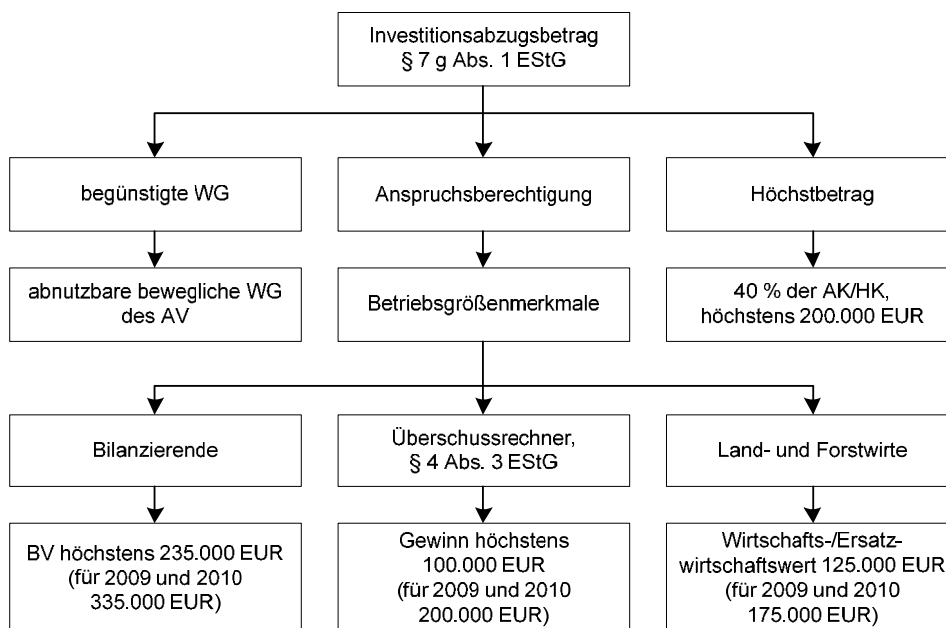 Investitionsabzugsbetrag
§ 7 g Abs. 1 EStG
begünstigte WG
Anspruchsberechtigung
Höchstbetrag
abnutzbare bewegliche WG
des AV
Betriebsgrößenmerkmale
40 % der AK/HK,
höchstens 200.000 EUR
Bilanzierende
Überschussrechner,
§ 4 Abs. 3 EStG
Land- und Forstwirte
BV höchstens 235.000 EUR
(für 2009 und 2010
335.000 EUR)
Gewinn höchstens
100.000 EUR
(für 2009 und 2010
200.000 EUR)
Wirtschafts-/Ersatz-
wirtschaftswert 125.000 EUR
(für 2009 und 2010
175.000 EUR)